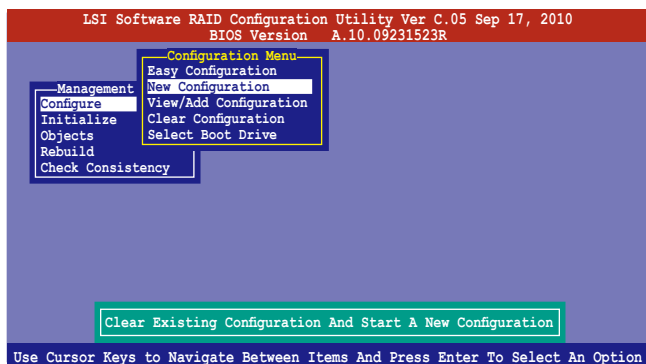 LSI Software RAID Configuration Utility Ver C.05 Sep 17, 2010
BIOS Version A.10.09231523R
Configuration Menu
Easy Configuration
New Configuration
View/Add Configuration
Clear Configuration
Select Boot Drive
Management
Configure
Initialize
Objects
Rebuild
Check Consistency
Clear Existing Configuration And Start A New Configuration
Use Cursor Keys to Navigate Between Items And Press Enter To Select An Option